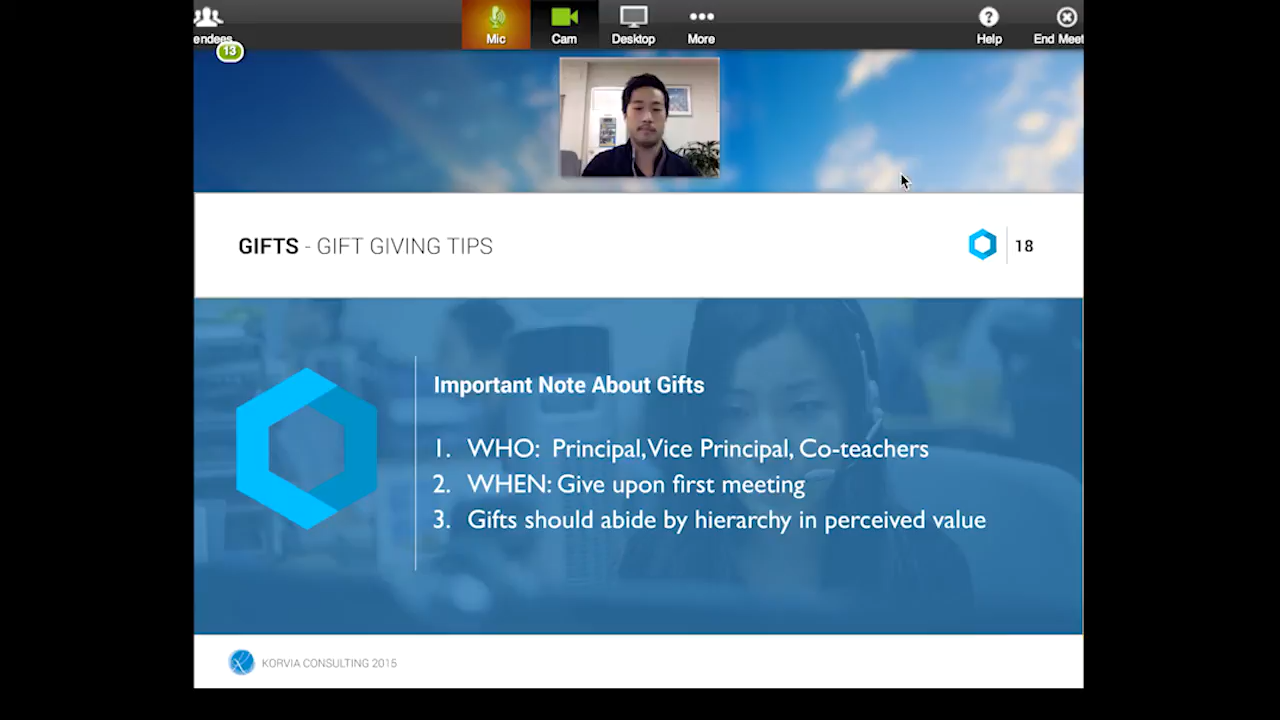 endees
13
Mic
Cam
Desktop
More
Help
End Meet
GIFTS - GIFT GIVING TIPS
18
Important Note About Gifts
1. WHO: Principal, Vice Principal, Co-teachers
2. WHEN: Give upon first meeting
3. Gifts should abide by hierarchy in perceived value
KORVIA CONSULTING 2015